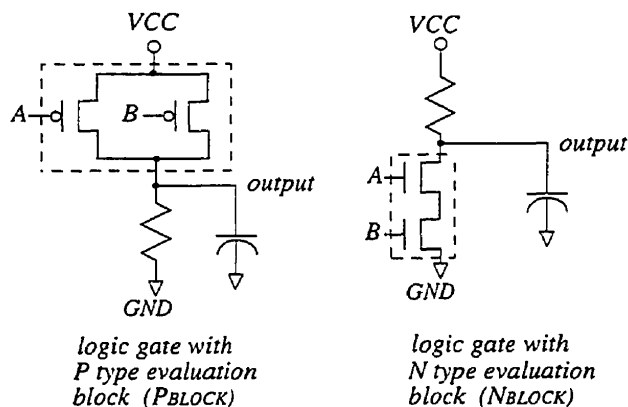 VCC
A
B
output
GND
logic gate with
P type evaluation
block (PBLOCK)
VCC
output
A
B
GND
logic gate with
N type evaluation
block (NBLOCK)